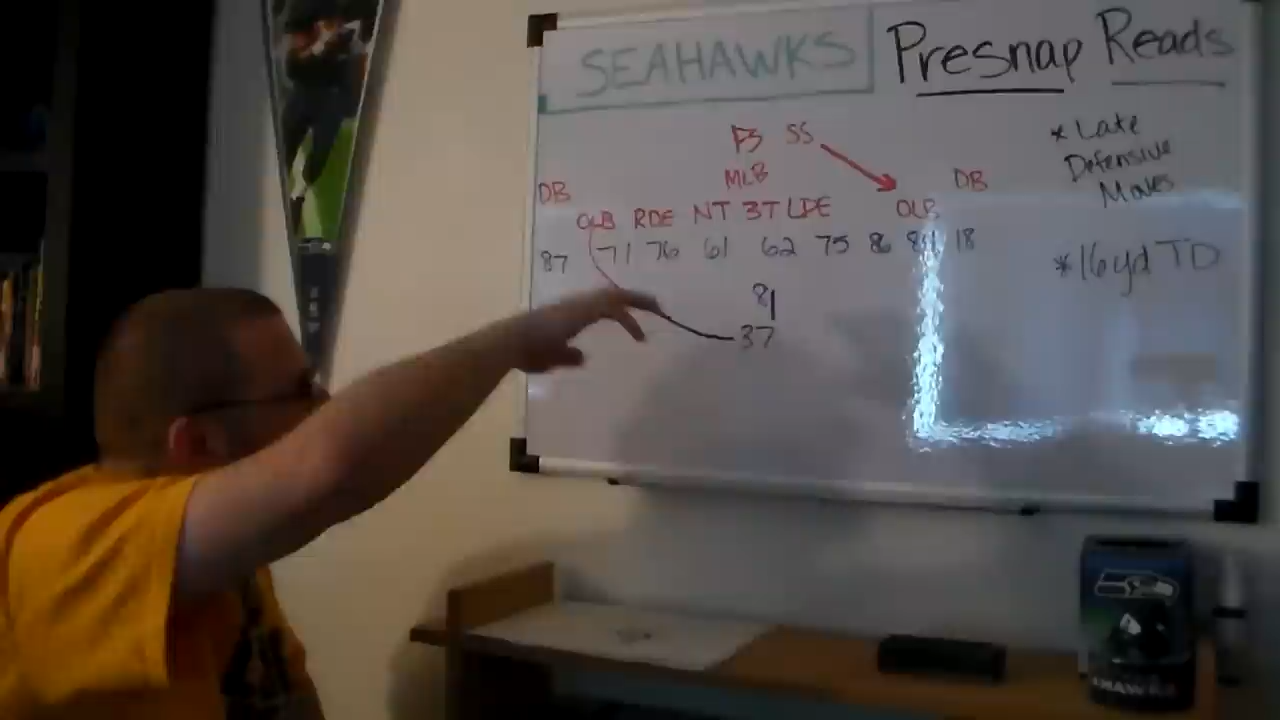 SEAHAWKS
Presnap Reads
FS SS
* Late
Defensive
Moves
MLB
DB
DB
OLB RDE NT 3T LDE OLB
87 71 76 61 62 75 86 18
* 16yd TD
81
37